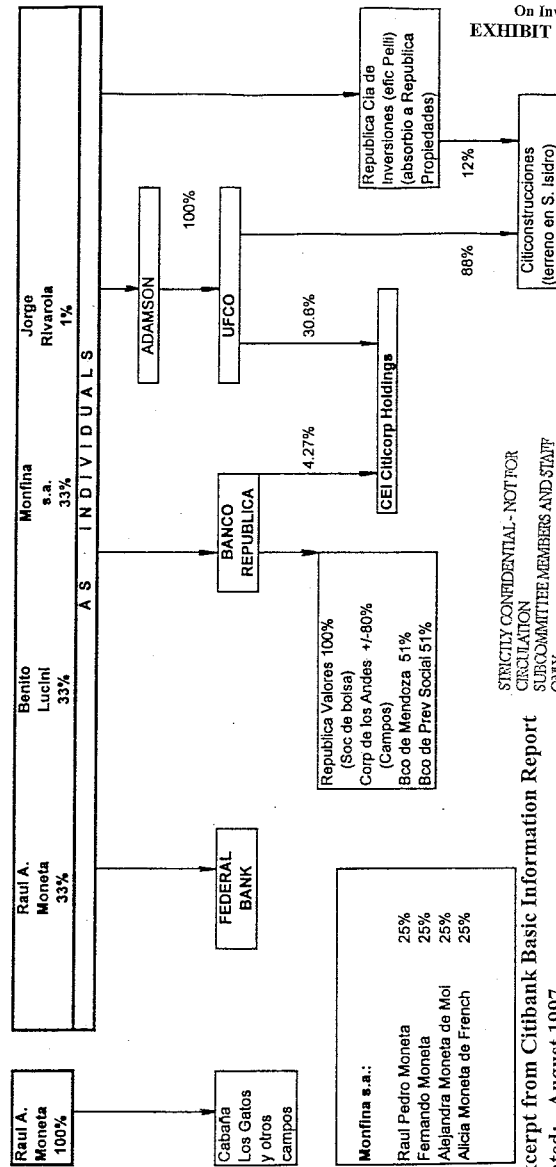 On Inv
EXHIBIT
Raul A.
Moneta
100%
Raul A.
Moneta
33%
Benito
Lucini
33%
Monfina
s.a.
33%
Jorge
Rivarola
1%
AS INDIVIDUALS
Cabaña
Los Gatos
y otros
campos
FEDERAL
BANK
BANCO
REPUBLICA
ADAMSON
100%
UFCO
4.27%
30.6%
CEI Citicorp Holdings
Republica Cia de
Inversiones (efic Pelli)
(absorbio a Republica
Propiedades)
88%
12%
Citiconstrucciones
(terreno en S. Isidro)
Republica Valores 100%
(Soc de bolsa)
Corp de los Andes +/-80%
(Campos)
Bco de Mendoza 51%
Bco de Prev Social 51%
Monfina s.a.:
Raul Pedro Moneta 25%
Fernando Moneta 25%
Alejandra Moneta de Moi 25%
Alicia Moneta de French 25%
STRICTLY CONFIDENTIAL - NOT FOR
CIRCULATION
SUBCOMMITTEE MEMBERS AND STAFF
ONLY
cerpt from Citibank Basic Information Report
ted: August 1997